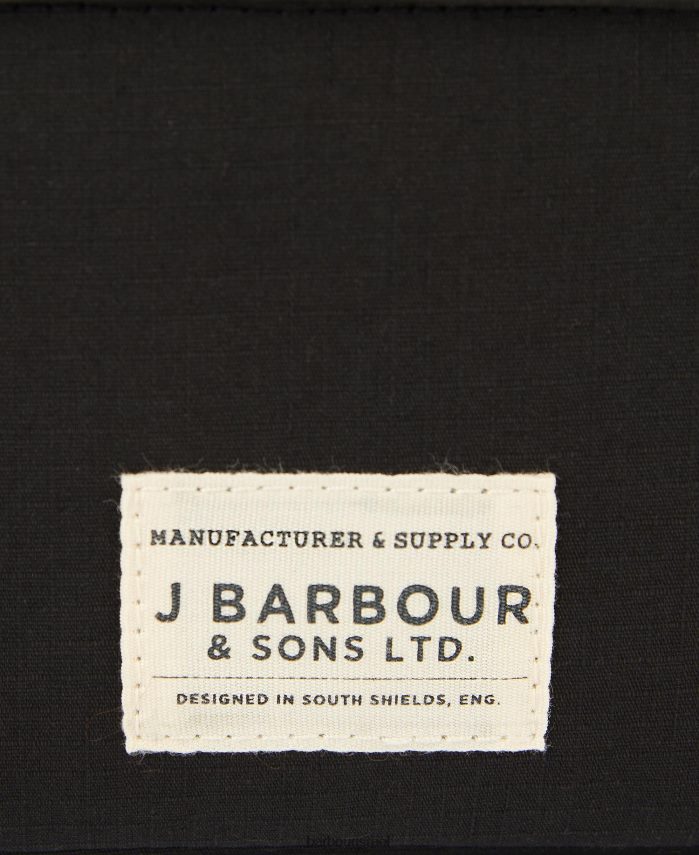 MANUFACTURER & SUPPLY CO.
J BARBOUR
& SONS LTD.
DESIGNED IN SOUTH SHIELDS, ENG.